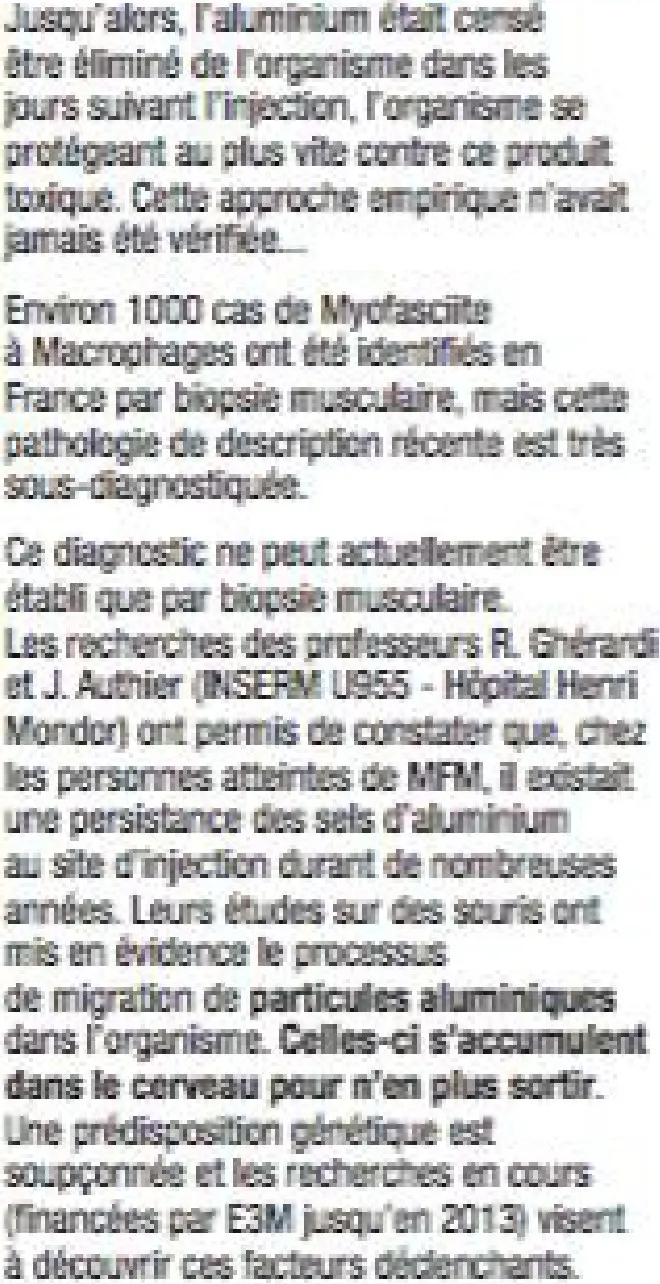 Jusqu'alors, l'aluminium était censé
être éliminé de l'organisme dans les
jours suivant l'injection, l'organisme se
protégeant au plus vite contre ce produit
toxique. Cette approche empirique n'avait
jamais été vérifiée...
Environ 1000 cas de Myofasciite
à Macrophages ont été identifiés en
France par biopsie musculaire, mais cette
pathologie de description récente est très
sous-diagnostiquée.
Ce diagnostic ne peut actuellement être
établi que par biopsie musculaire.
Les recherches des professeurs R. Ghérardi
et J. Authier (INSERM U955 - Hôpital Henri
Mondor) ont permis de constater que, chez
les personnes atteintes de MFM, il existait
une persistance des sels d'aluminium
au site d'injection durant de nombreuses
années. Leurs études sur des souris ont
mis en évidence le processus
de migration de particules aluminiques
dans l'organisme. Celles-ci s'accumulent
dans le cerveau pour n'en plus sortir.
Une prédisposition génétique est
soupçonnée et les recherches en cours
(financées par E3M jusqu'en 2013) visent
à découvrir ces facteurs déclenchants.